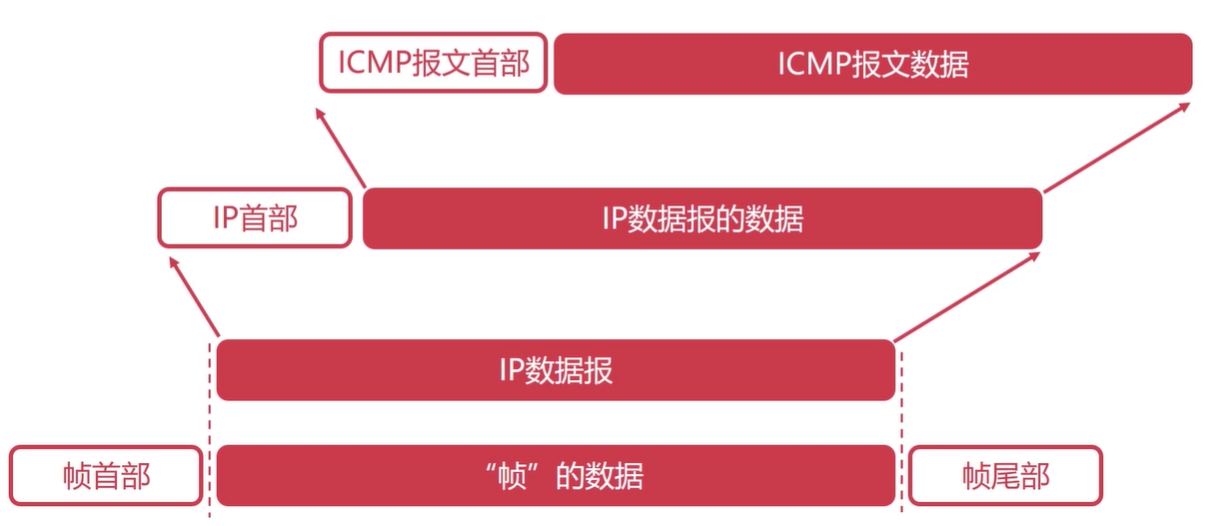 ICMP报文首部
ICMP报文数据
IP首部
IP数据报的数据
IP数据报
帧首部
“帧”的数据
帧尾部